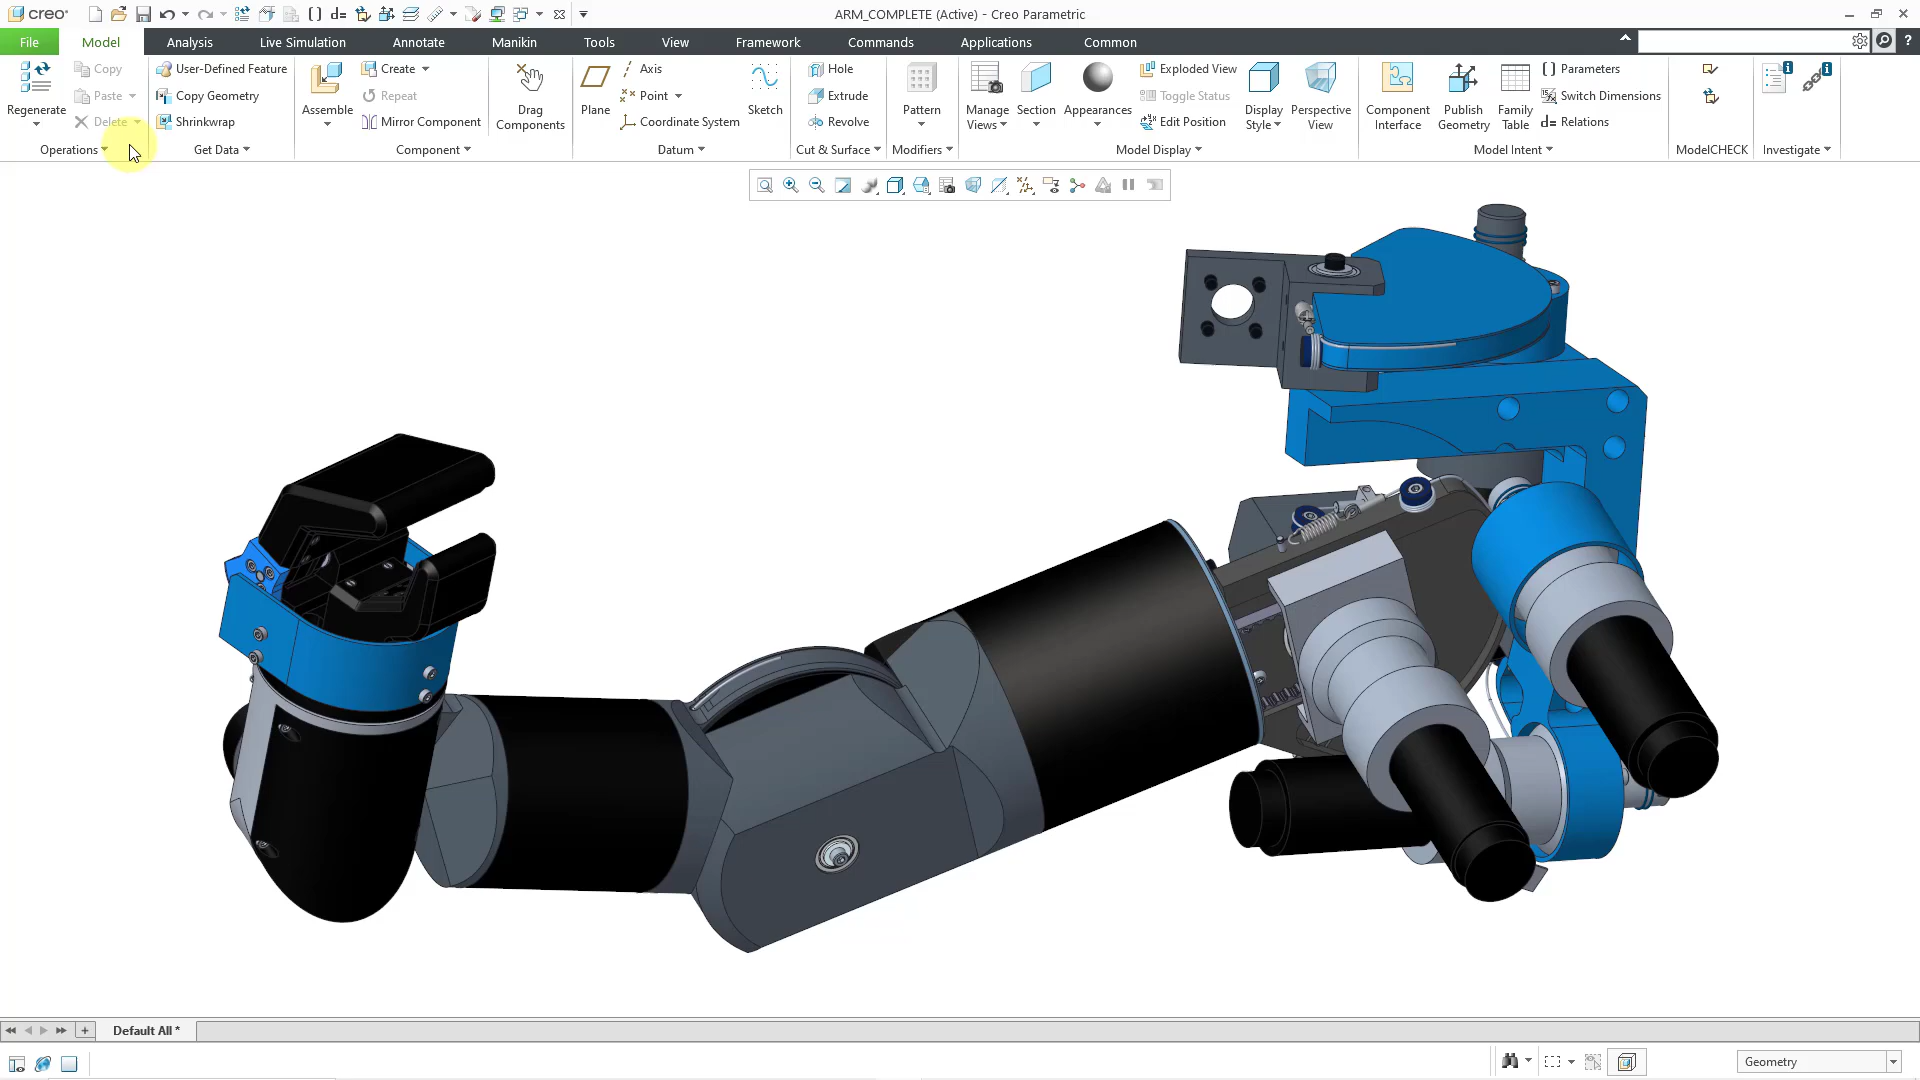 creo
ARM_COMPLETE (Active) - Creo Parametric
File Model Analysis Live Simulation Annotate Manikin Tools View Framework Commands Applications Common
Regenerate
Copy
Paste
Delete
Operations
User-Defined Feature
Copy Geometry
Shrinkwrap
Get Data
Assemble
Create
Repeat
Mirror Component
Component
Drag Components
Plane
Axis
Point
Coordinate System
Sketch
Datum
Hole
Extrude
Revolve
Cut & Surface
Pattern
Modifiers
Manage Views
Section
Appearances
Exploded View
Toggle Status
Edit Position
Display Style
Perspective View
Model Display
Component Interface
Publish Geometry
Family Table
Parameters
Switch Dimensions
Relations
Model Intent
ModelCHECK
Investigate
Default All *
Geometry